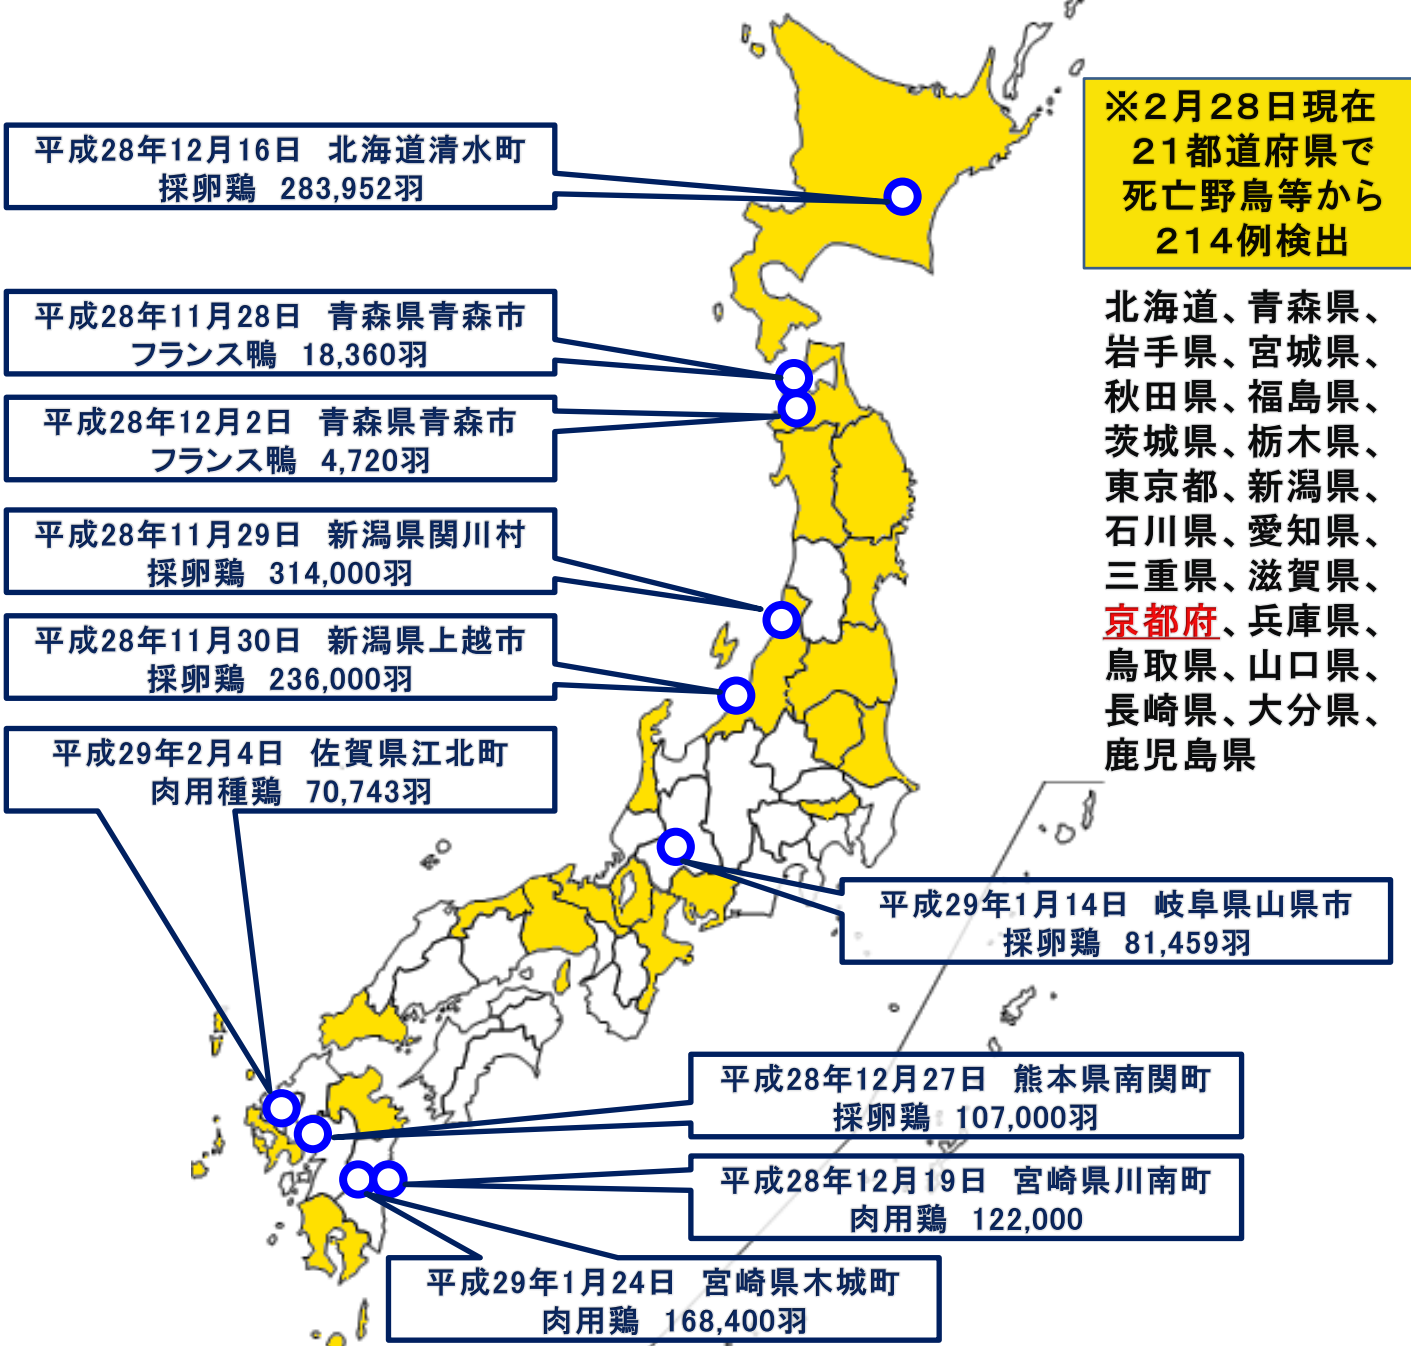 ※２月２８日現在
２１都道府県で
死亡野鳥等から
２１４例検出
北海道、青森県、
岩手県、宮城県、
秋田県、福島県、
茨城県、栃木県、
東京都、新潟県、
石川県、愛知県、
三重県、滋賀県、
京都府、兵庫県、
鳥取県、山口県、
長崎県、大分県、
鹿児島県
平成28年12月16日　北海道清水町
採卵鶏　283,952羽
平成28年11月28日　青森県青森市
フランス鴨　18,360羽
平成28年12月2日　青森県青森市
フランス鴨　4,720羽
平成28年11月29日　新潟県関川村
採卵鶏　314,000羽
平成28年11月30日　新潟県上越市
採卵鶏　236,000羽
平成29年2月4日　佐賀県江北町
肉用種鶏　70,743羽
平成29年1月14日　岐阜県山県市
採卵鶏　81,459羽
平成28年12月27日　熊本県南関町
採卵鶏　107,000羽
平成28年12月19日　宮崎県川南町
肉用鶏　122,000
平成29年1月24日　宮崎県木城町
肉用鶏　168,400羽